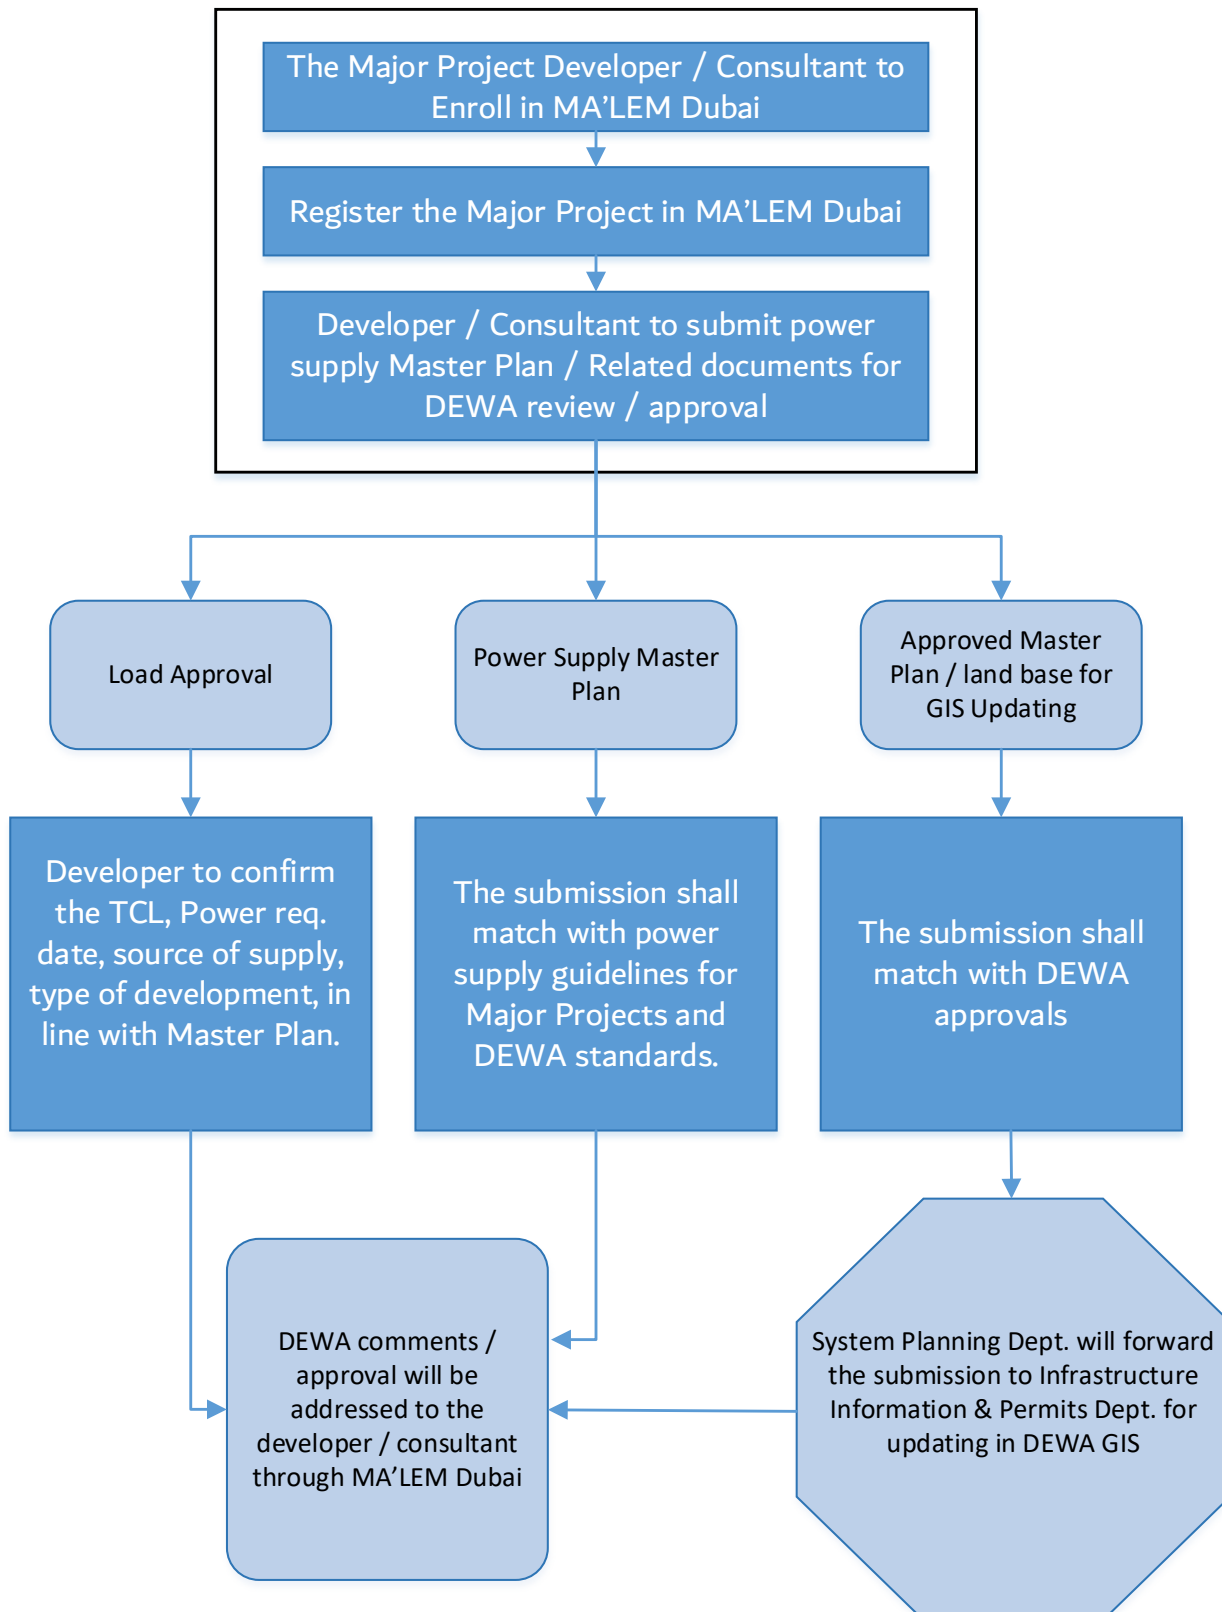 The Major Project Developer / Consultant to
Enroll in MA’LEM Dubai
Register the Major Project in MA’LEM Dubai
Developer / Consultant to submit power
supply Master Plan / Related documents for
DEWA review / approval
Load Approval
Power Supply Master
Plan
Approved Master
Plan / land base for
GIS Updating
Developer to confirm
the TCL, Power req.
date, source of supply,
type of development, in
line with Master Plan.
The submission shall
match with power
supply guidelines for
Major Projects and
DEWA standards.
The submission shall
match with DEWA
approvals
DEWA comments /
approval will be
addressed to the
developer / consultant
through MA’LEM Dubai
System Planning Dept. will forward
the submission to Infrastructure
Information & Permits Dept. for
updating in DEWA GIS